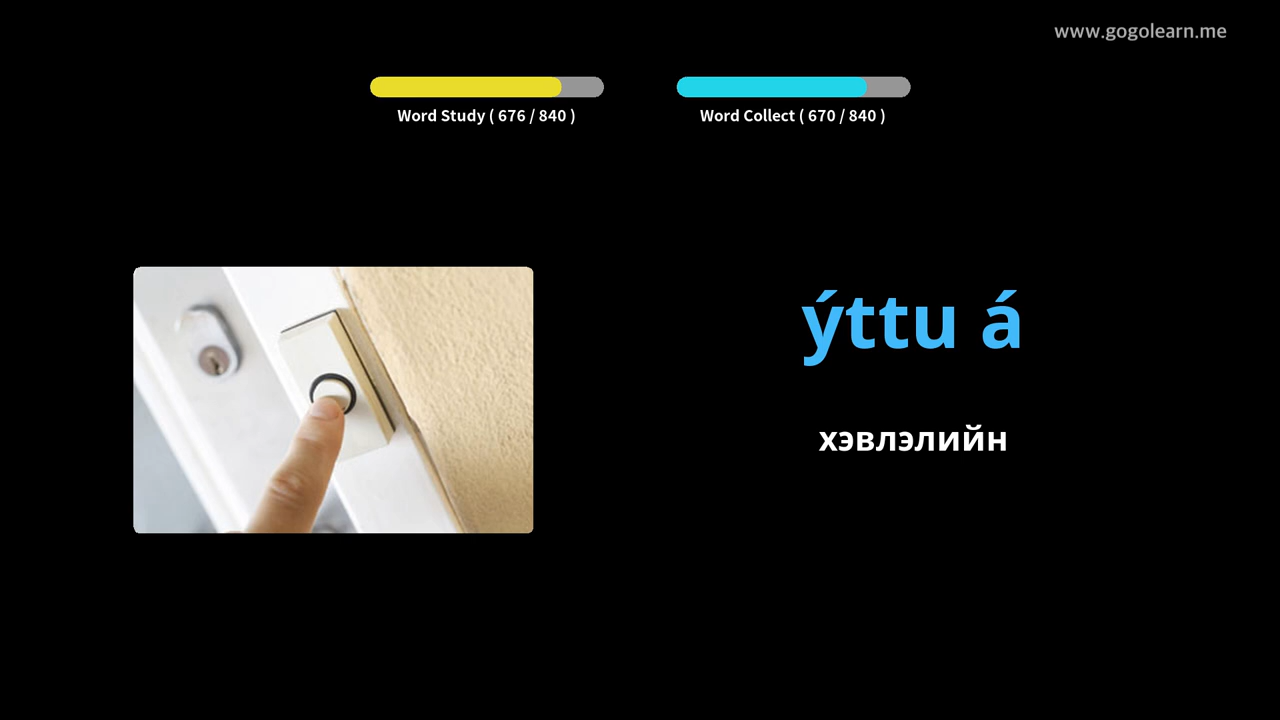 www.gogolearn.me
Word Study ( 676 / 840 )
Word Collect ( 670 / 840 )
ýttu á
хэвлэлийн